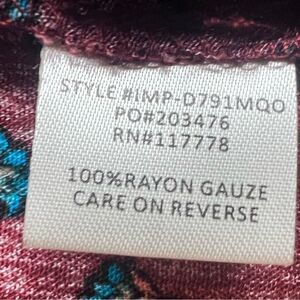 STYLE #IMP-D791MQO
PO#203476
RN#117778
100%RAYON GAUZE
CARE ON REVERSE